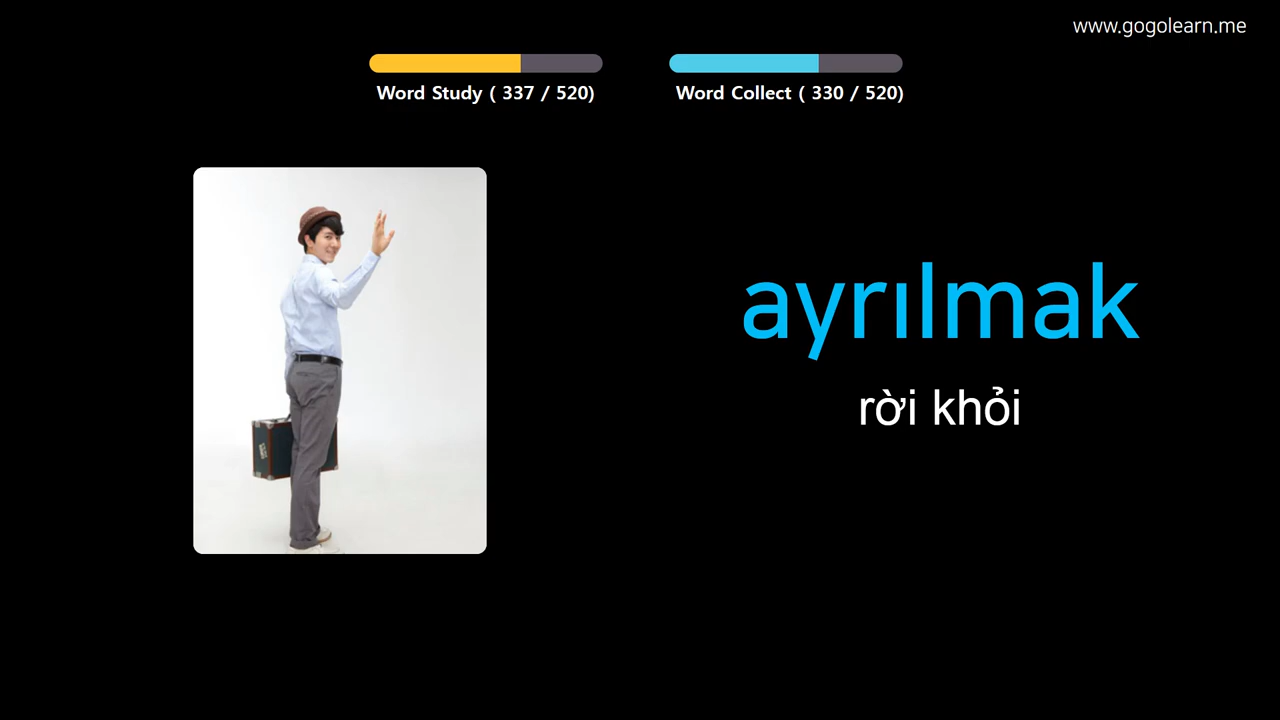 www.gogolearn.me
Word Study ( 337 / 520)
Word Collect ( 330 / 520)
ayrılmak
rời khỏi